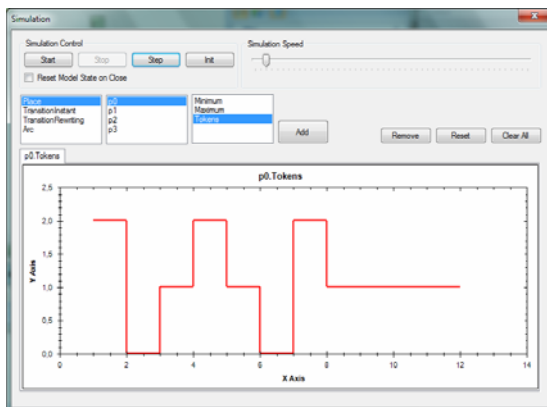 Simulation
Simulation Control
Simulation Speed
Start Stop Step Init
Reset Model State on Close
Place p0 Minimum
TransitionInstant p1 Maximum
TransitionRewriting p2 Tokens
Arc p3
Add Remove Reset Clear All
p0.Tokens
p0.Tokens
2,5
2,0
1,5
1,0
0,5
0,0
Y Axis
0 2 4 6 8 10 12 14
X Axis